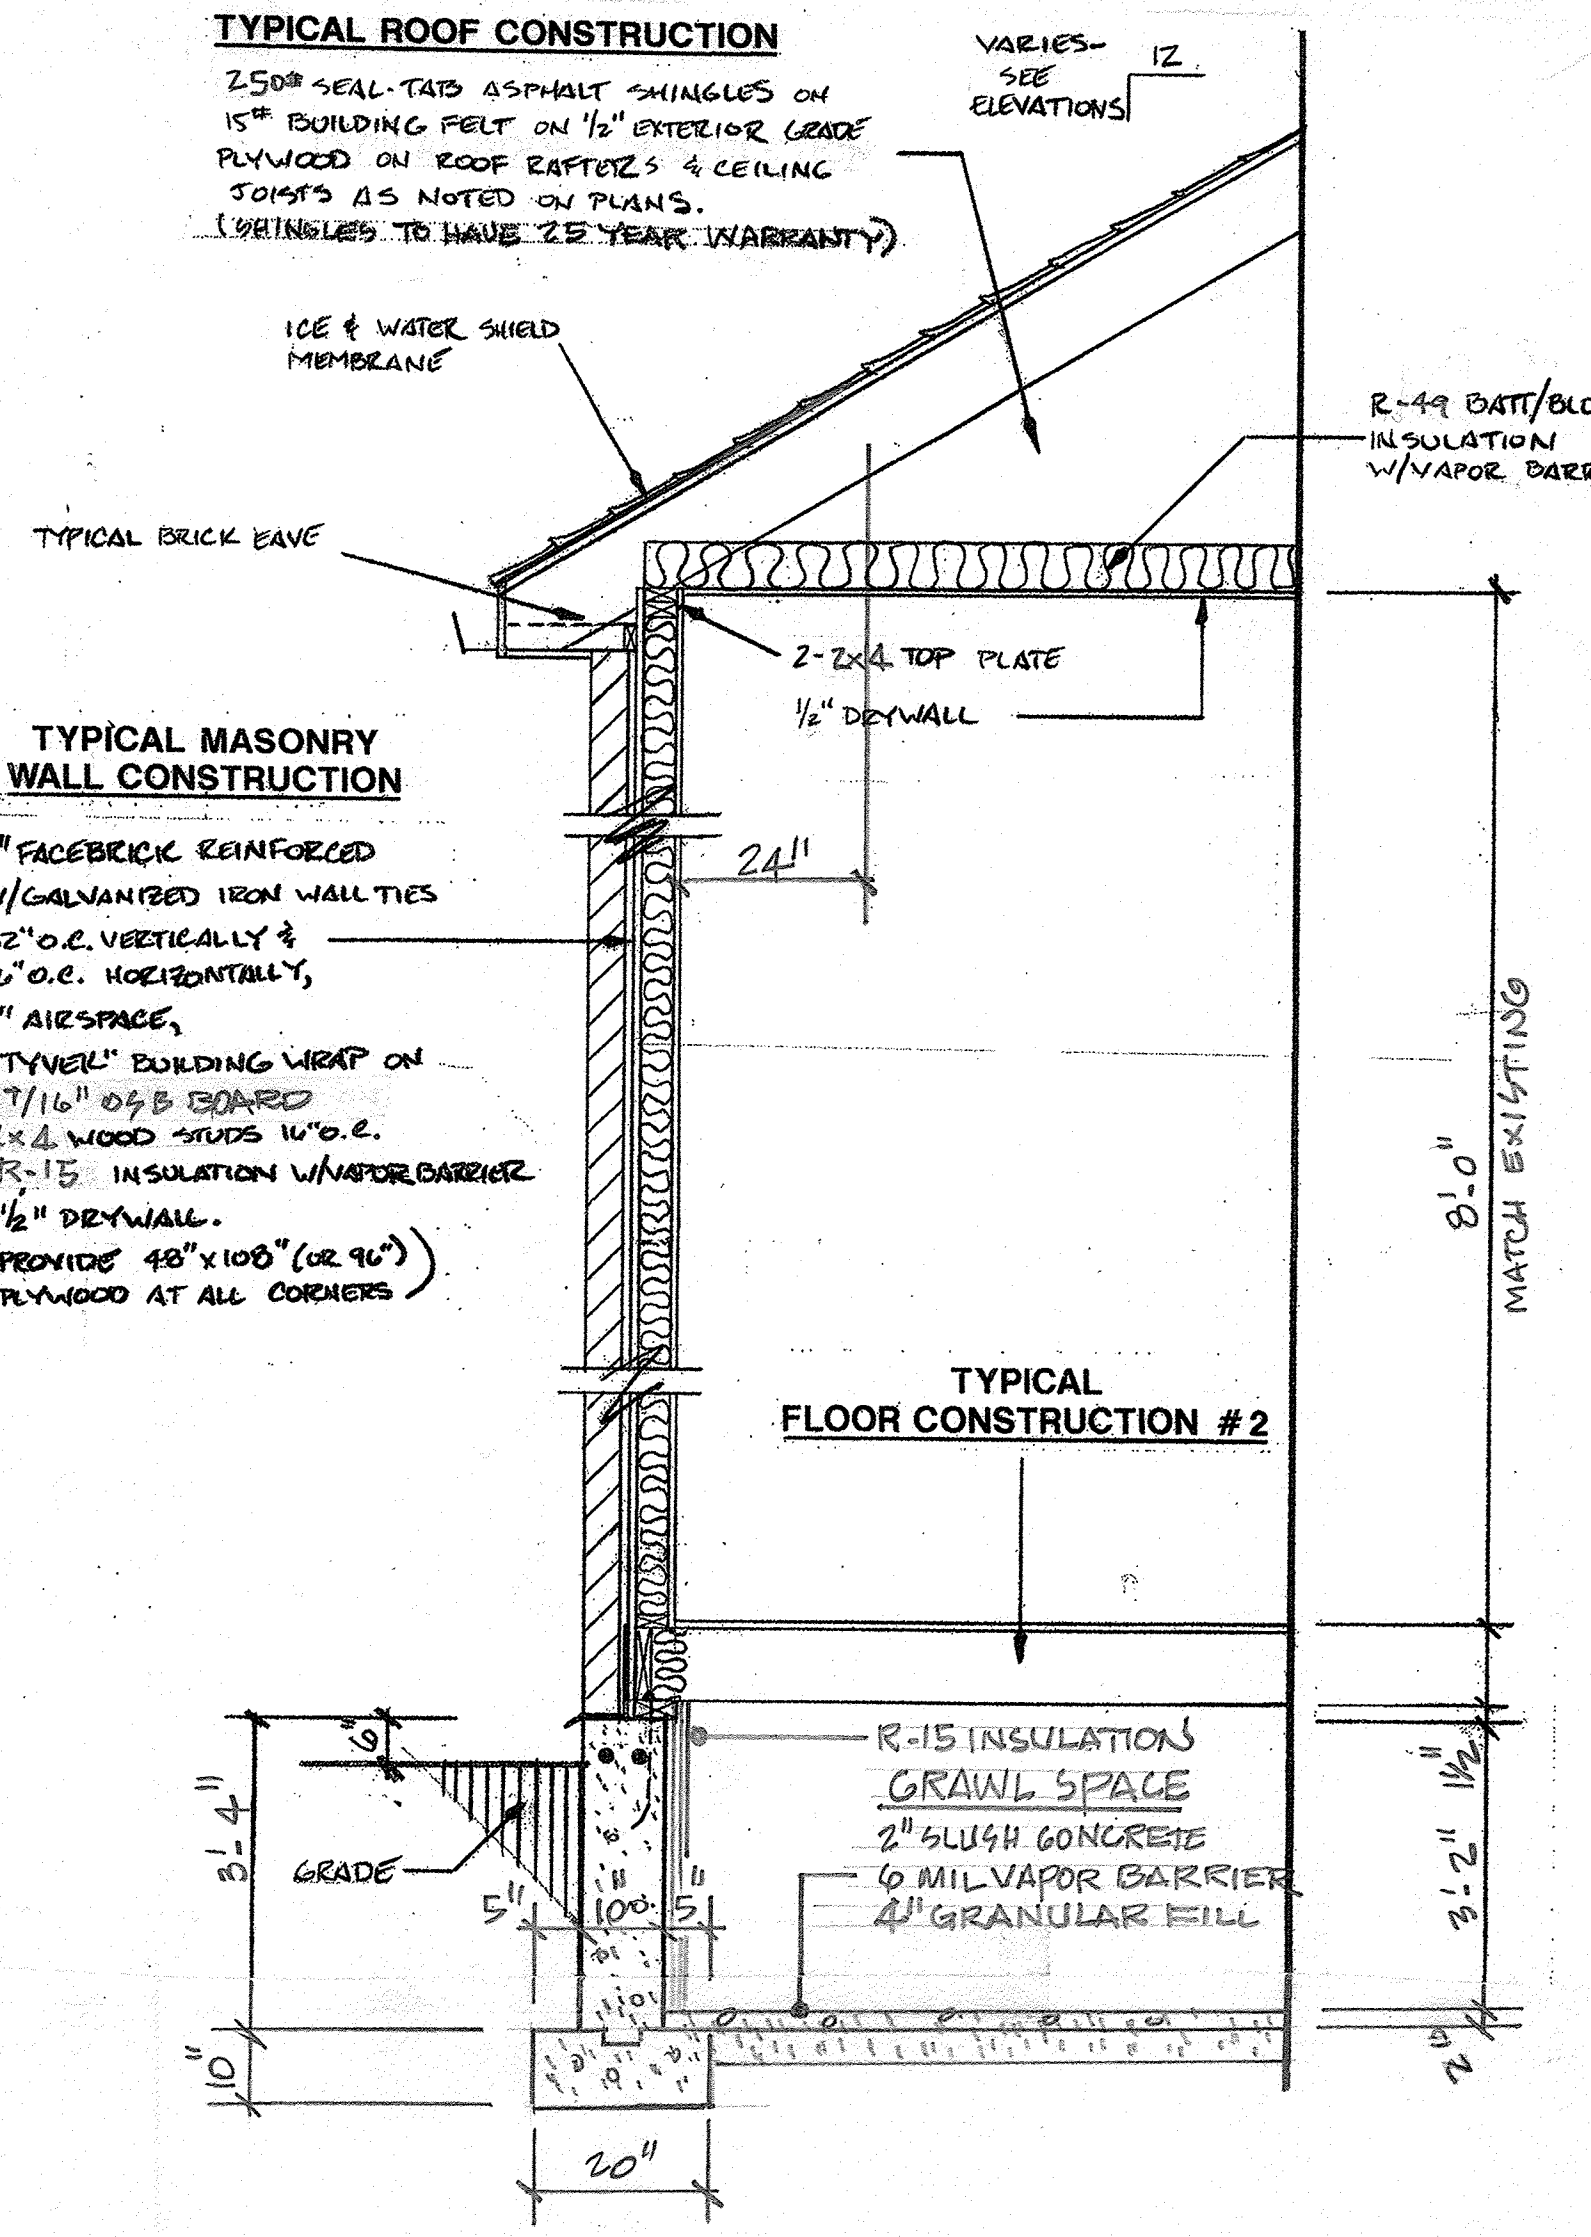 TYPICAL ROOF CONSTRUCTION
250# SEAL-TAB ASPHALT SHINGLES ON
15# BUILDING FELT ON 1/2" EXTERIOR GRADE
PLYWOOD ON ROOF RAFTERS & CEILING
JOISTS AS NOTED ON PLANS.
(SHINGLES TO HAVE 25 YEAR WARRANTY)
VARIES-
SEE
ELEVATIONS
12
ICE & WATER SHIELD
MEMBRANE
R-49 BATT/BLO
INSULATION
W/VAPOR BARR
TYPICAL BRICK EAVE
2-2x4 TOP PLATE
1/2" DRYWALL
TYPICAL MASONRY
WALL CONSTRUCTION
" FACEBRICK REINFORCED
/GALVANIZED IRON WALL TIES
2" O.C. VERTICALLY &
6" O.C. HORIZONTALLY,
" AIRSPACE,
TYVEK" BUILDING WRAP ON
7/16" OSB BOARD
x4 WOOD STUDS 16" O.C.
R-15 INSULATION W/VAPOR BARRIER
1/2" DRYWALL.
PROVIDE 48" x 108" (OR 96")
PLYWOOD AT ALL CORNERS)
24"
8'-0"
MATCH EXISTING
TYPICAL
FLOOR CONSTRUCTION #2
6"
3'-4"
GRADE
5"
10"
5"
R-15 INSULATION
CRAWL SPACE
2" SLUSH CONCRETE
6 MIL VAPOR BARRIER
4" GRANULAR FILL
1 1/2"
3'-2"
2"
10"
20"